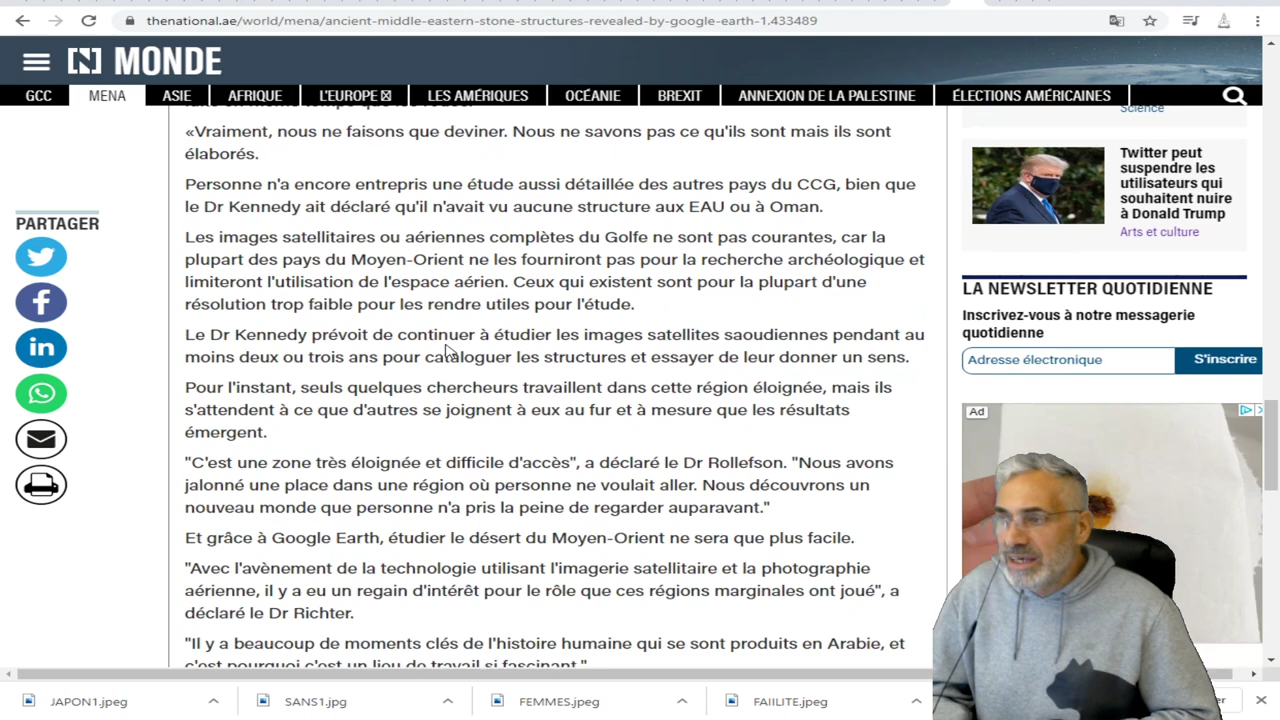 thenational.ae/world/mena/ancient-middle-eastern-stone-structures-revealed-by-google-earth-1.433489
MONDE
GCC MENA ASIE AFRIQUE L'EUROPE LES AMÉRIQUES OCÉANIE BREXIT ANNEXION DE LA PALESTINE ÉLECTIONS AMÉRICAINES
«Vraiment, nous ne faisons que deviner. Nous ne savons pas ce qu'ils sont mais ils sont
élaborés.
Personne n'a encore entrepris une étude aussi détaillée des autres pays du CCG, bien que
le Dr Kennedy ait déclaré qu'il n'avait vu aucune structure aux EAU ou à Oman.
Les images satellitaires ou aériennes complètes du Golfe ne sont pas courantes, car la
plupart des pays du Moyen-Orient ne les fourniront pas pour la recherche archéologique et
limiteront l'utilisation de l'espace aérien. Ceux qui existent sont pour la plupart d'une
résolution trop faible pour les rendre utiles pour l'étude.
Le Dr Kennedy prévoit de continuer à étudier les images satellites saoudiennes pendant au
moins deux ou trois ans pour cataloguer les structures et essayer de leur donner un sens.
Pour l'instant, seuls quelques chercheurs travaillent dans cette région éloignée, mais ils
s'attendent à ce que d'autres se joignent à eux au fur et à mesure que les résultats
émergent.
"C'est une zone très éloignée et difficile d'accès", a déclaré le Dr Rollefson. "Nous avons
jalonné une place dans une région où personne ne voulait aller. Nous découvrons un
nouveau monde que personne n'a pris la peine de regarder auparavant."
Et grâce à Google Earth, étudier le désert du Moyen-Orient ne sera que plus facile.
"Avec l'avènement de la technologie utilisant l'imagerie satellitaire et la photographie
aérienne, il y a eu un regain d'intérêt pour le rôle que ces régions marginales ont joué", a
déclaré le Dr Richter.
"Il y a beaucoup de moments clés de l'histoire humaine qui se sont produits en Arabie, et
c'est pourquoi c'est un lieu de travail si fascinant."
PARTAGER
Science
Twitter peut
suspendre les
utilisateurs qui
souhaitent nuire
à Donald Trump
Arts et culture
LA NEWSLETTER QUOTIDIENNE
Inscrivez-vous à notre messagerie
quotidienne
Adresse électronique S'inscrire
Ad
JAPON1.jpeg SANS1.jpg FEMMES.jpeg FAIILITE.jpeg